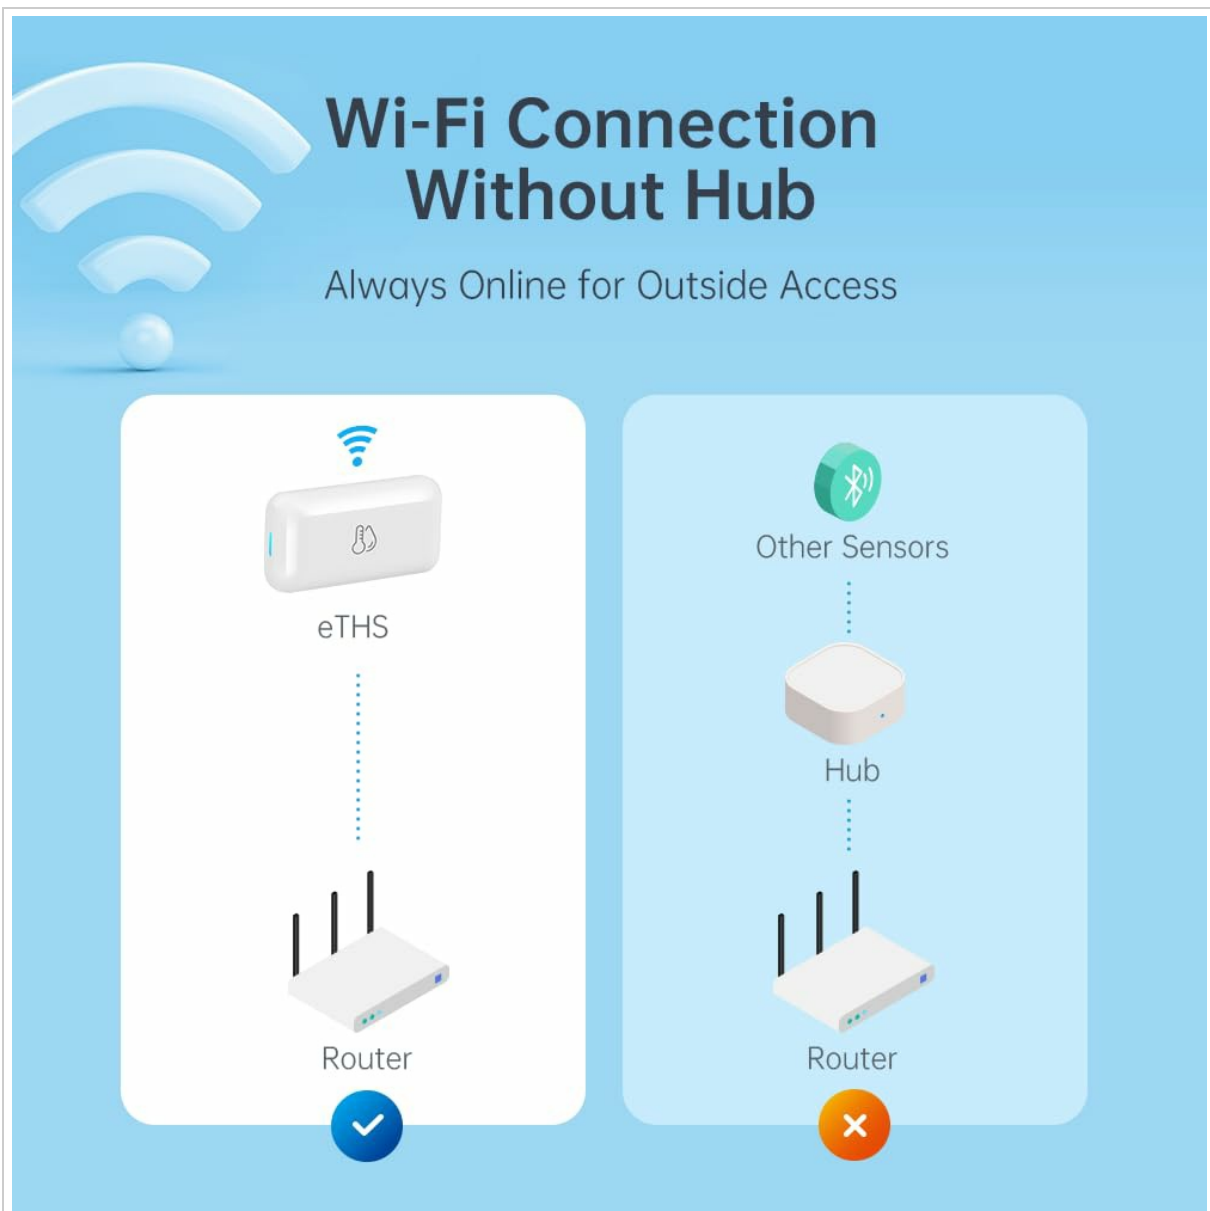 Wi-Fi Connection
Without Hub
Always Online for Outside Access
eTHS
Router
Other Sensors
Hub
Router